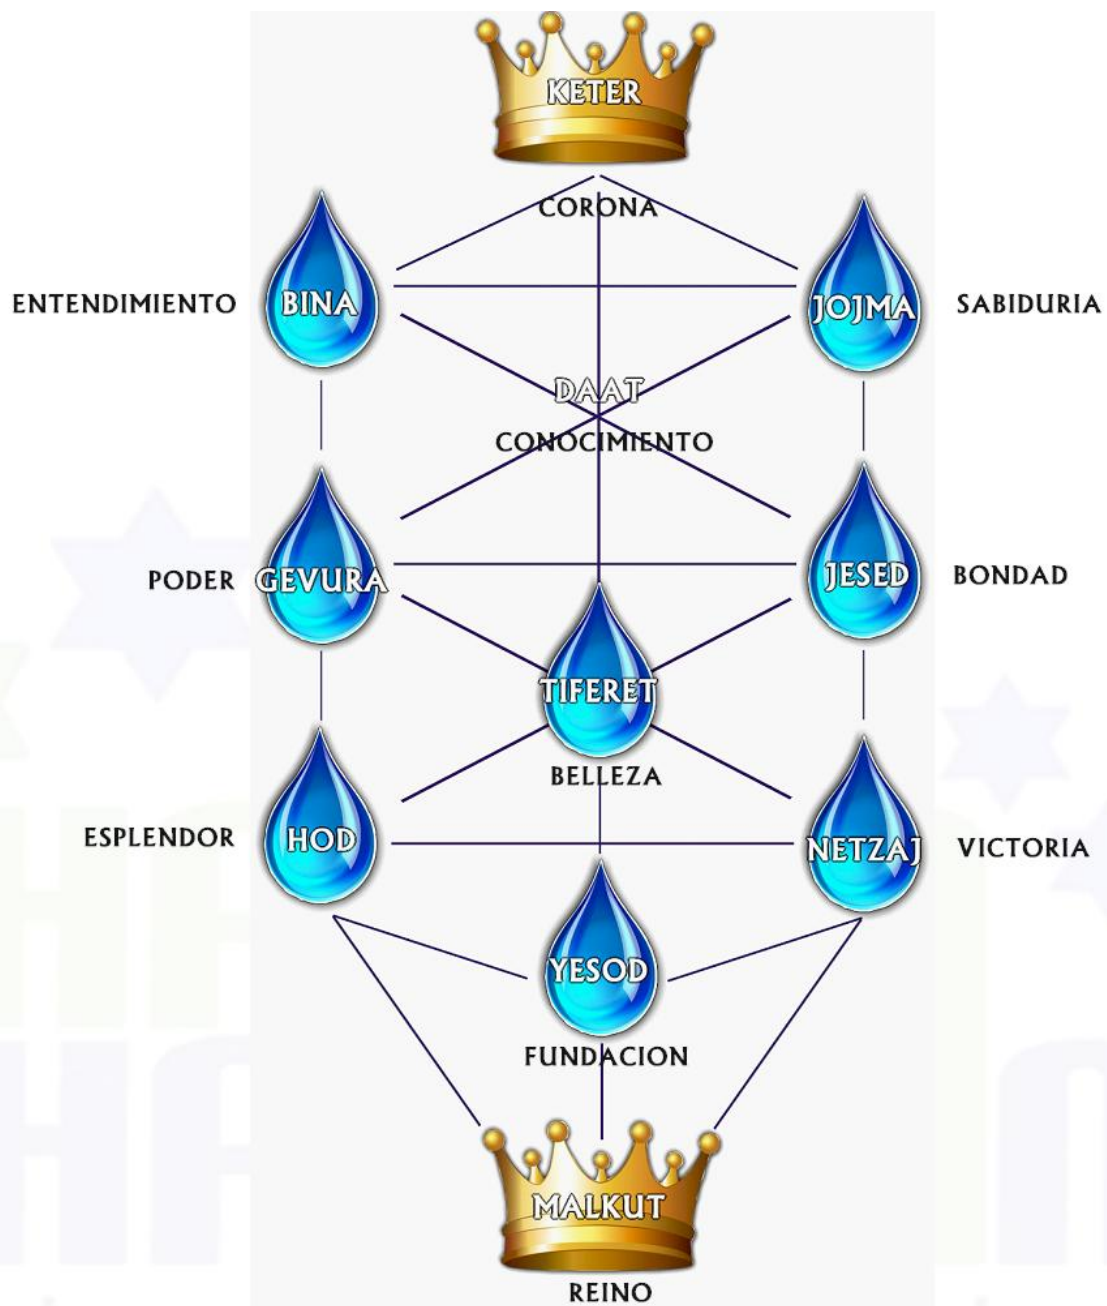 KETER
CORONA
ENTENDIMIENTO
BINA
JOJMA
SABIDURIA
DAAT
CONOCIMIENTO
PODER
GEVURA
JESED
BONDAD
TIFERET
BELLEZA
ESPLENDOR
HOD
NETZAJ
VICTORIA
YESOD
FUNDACION
MALKUT
REINO